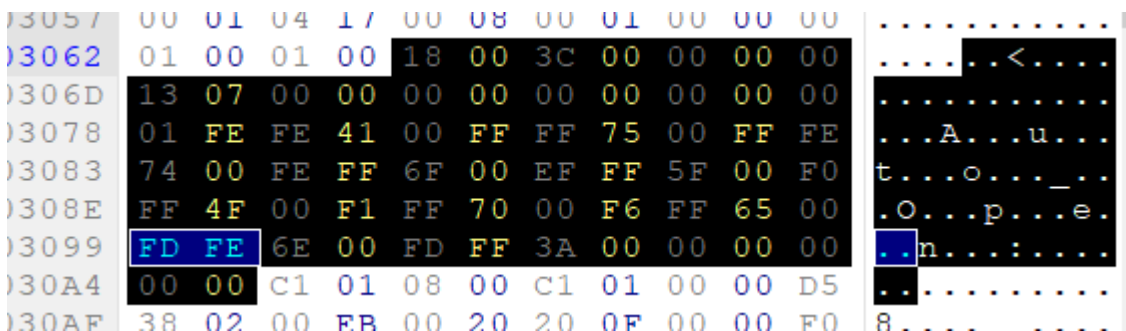 03057 00 01 04 17 00 08 00 01 00 00 00 ...........
03062 01 00 01 00 18 00 3C 00 00 00 00 ......<....
0306D 13 07 00 00 00 00 00 00 00 00 00 ...........
03078 01 FE FE 41 00 FF FF 75 00 FF FE ...A...u...
03083 74 00 FE FF 6F 00 EF FF 5F 00 F0 t...o..._..
0308E FF 4F 00 F1 FF 70 00 F6 FF 65 00 .O...p...e.
03099 FD FE 6E 00 FD FF 3A 00 00 00 00 ..n...:....
030A4 00 00 C1 01 08 00 C1 01 00 00 D5 ...........
030AF 38 02 00 EB 00 20 20 0F 00 00 F0 8.... ....